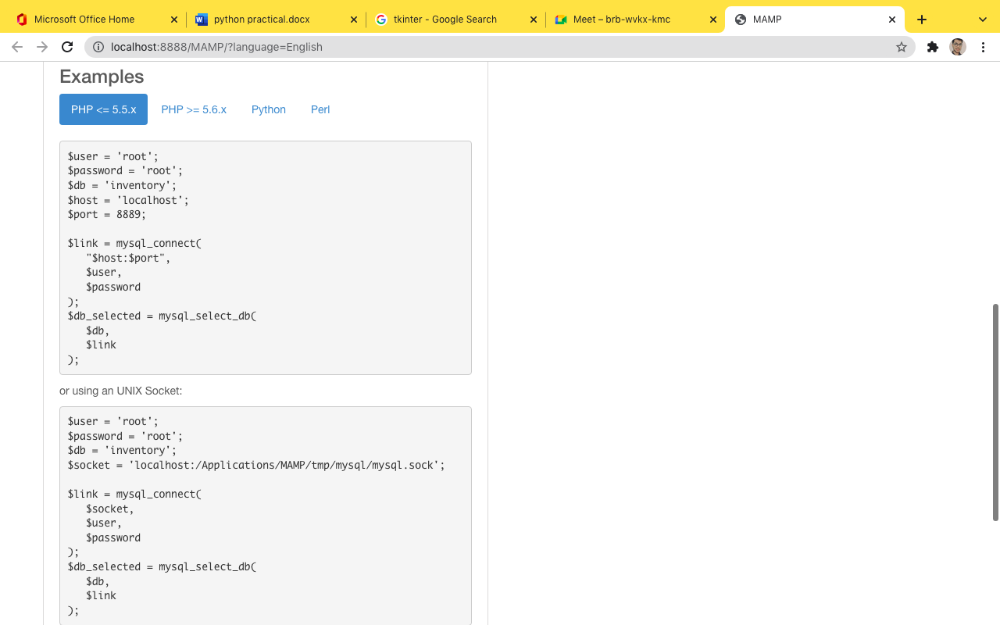 Microsoft Office Home
python practical.docx
tkinter - Google Search
Meet – brb-wvkx-kmc
MAMP
localhost:8888/MAMP/?language=English
Examples
PHP <= 5.5.x
PHP >= 5.6.x
Python
Perl
$user = 'root';
$password = 'root';
$db = 'inventory';
$host = 'localhost';
$port = 8889;
$link = mysql_connect(
"$host:$port",
$user,
$password
);
$db_selected = mysql_select_db(
$db,
$link
);
or using an UNIX Socket:
$user = 'root';
$password = 'root';
$db = 'inventory';
$socket = 'localhost:/Applications/MAMP/tmp/mysql/mysql.sock';
$link = mysql_connect(
$socket,
$user,
$password
);
$db_selected = mysql_select_db(
$db,
$link
);